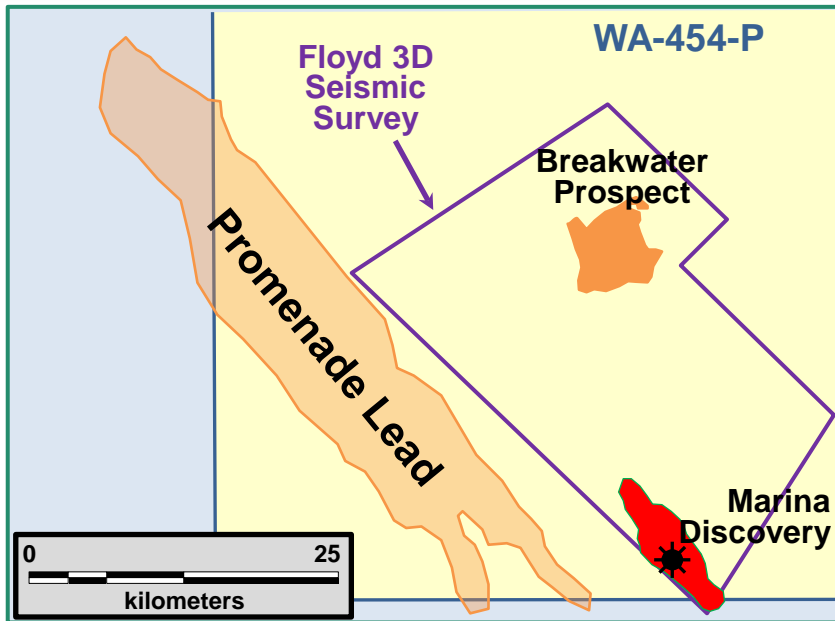 WA-454-P
Floyd 3D
Seismic
Survey
Breakwater
Prospect
Promenade Lead
Marina
Discovery
0 25
kilometers